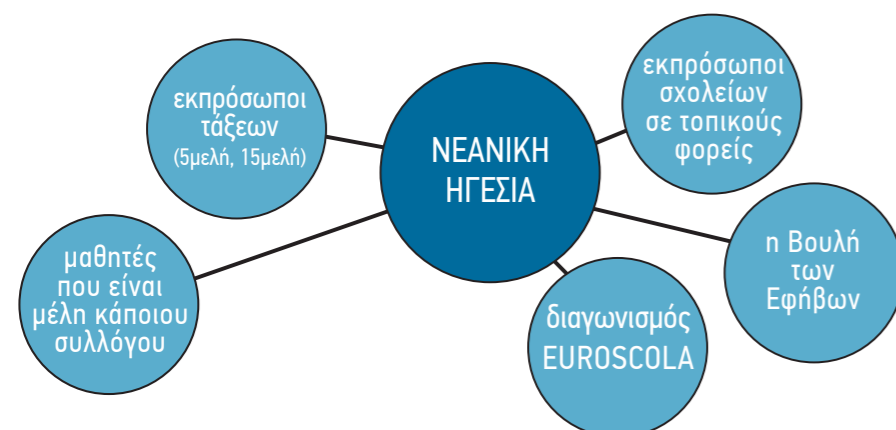 εκπρόσωποι
τάξεων
(5μελή, 15μελή)
ΝΕΑΝΙΚΗ
ΗΓΕΣΙΑ
εκπρόσωποι
σχολείων
σε τοπικούς
φορείς
μαθητές
που είναι
μέλη κάποιου
συλλόγου
διαγωνισμός
EUROSCOLA
η Βουλή
των
Εφήβων